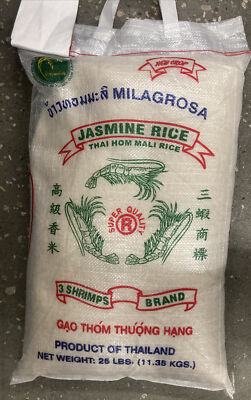 NEW CROP
ข้าวหอมมะลิ MILAGROSA
JASMINE RICE
THAI HOM MALI RICE
高級香米
三蝦商標
SUPER QUALITY
R
3 SHRIMPS BRAND
GẠO THƠM THƯỢNG HẠNG
PRODUCT OF THAILAND
NET WEIGHT: 25 LBS. (11.35 KGS.)